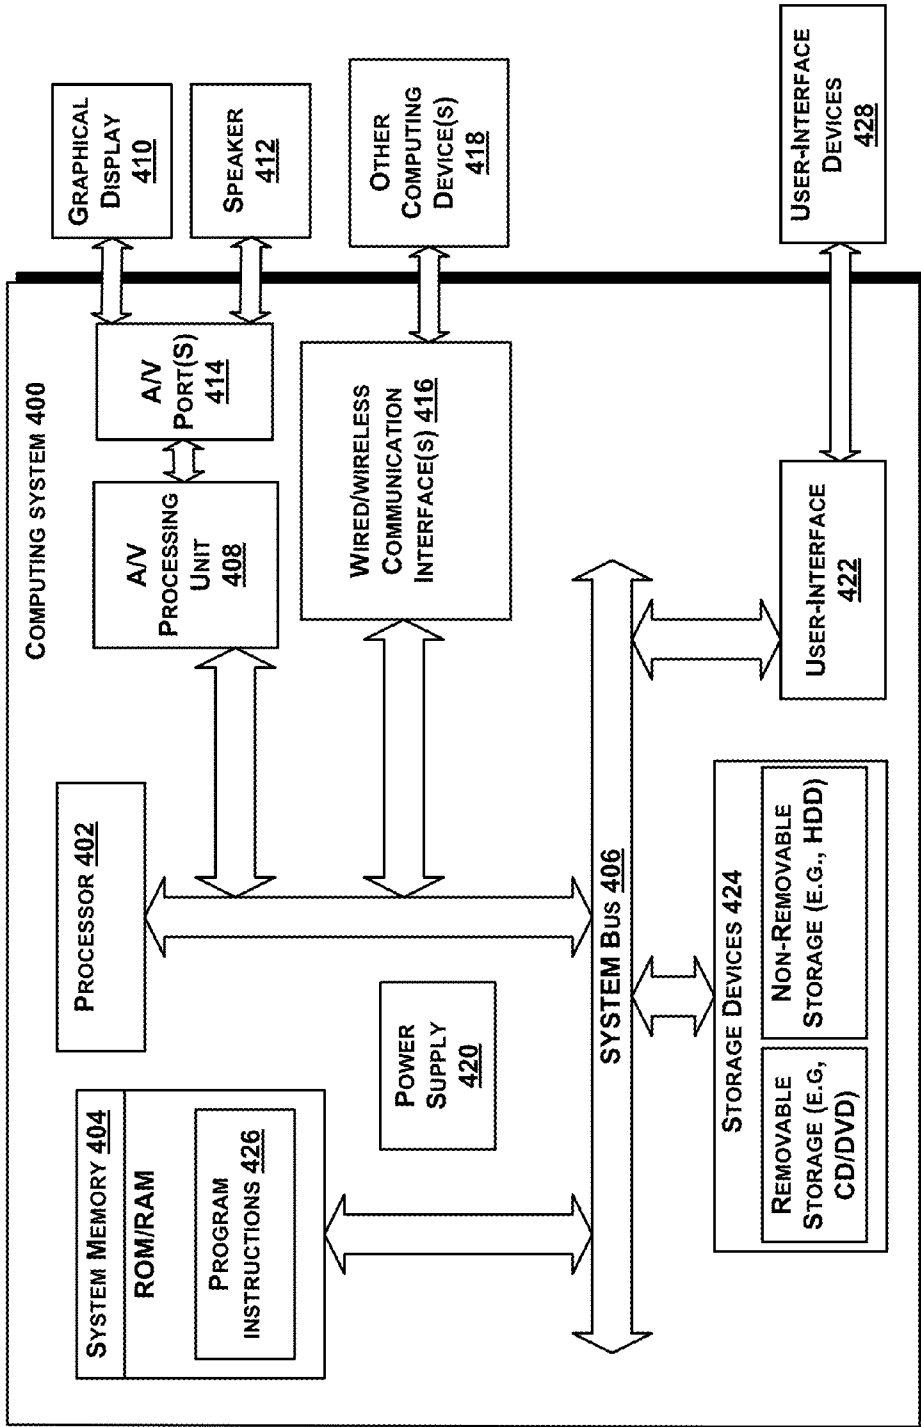 COMPUTING SYSTEM 400
SYSTEM MEMORY 404
ROM/RAM
PROGRAM
INSTRUCTIONS 426
PROCESSOR 402
A/V
PROCESSING
UNIT
408
A/V
PORT(S)
414
GRAPHICAL
DISPLAY
410
SPEAKER
412
POWER
SUPPLY
420
WIRED/WIRELESS
COMMUNICATION
INTERFACE(S) 416
OTHER
COMPUTING
DEVICE(S)
418
SYSTEM BUS 406
STORAGE DEVICES 424
REMOVABLE
STORAGE (E.G,
CD/DVD)
NON-REMOVABLE
STORAGE (E.G., HDD)
USER-INTERFACE
422
USER-INTERFACE
DEVICES
428